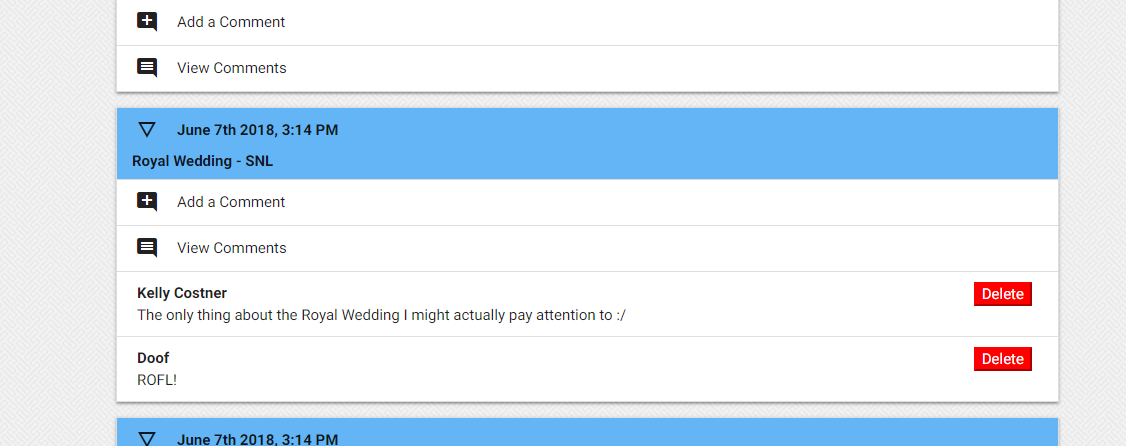 Add a Comment
View Comments
June 7th 2018, 3:14 PM
Royal Wedding - SNL
Add a Comment
View Comments
Kelly Costner
Delete
The only thing about the Royal Wedding I might actually pay attention to :/
Doof
Delete
ROFL!
June 7th 2018, 3:14 PM